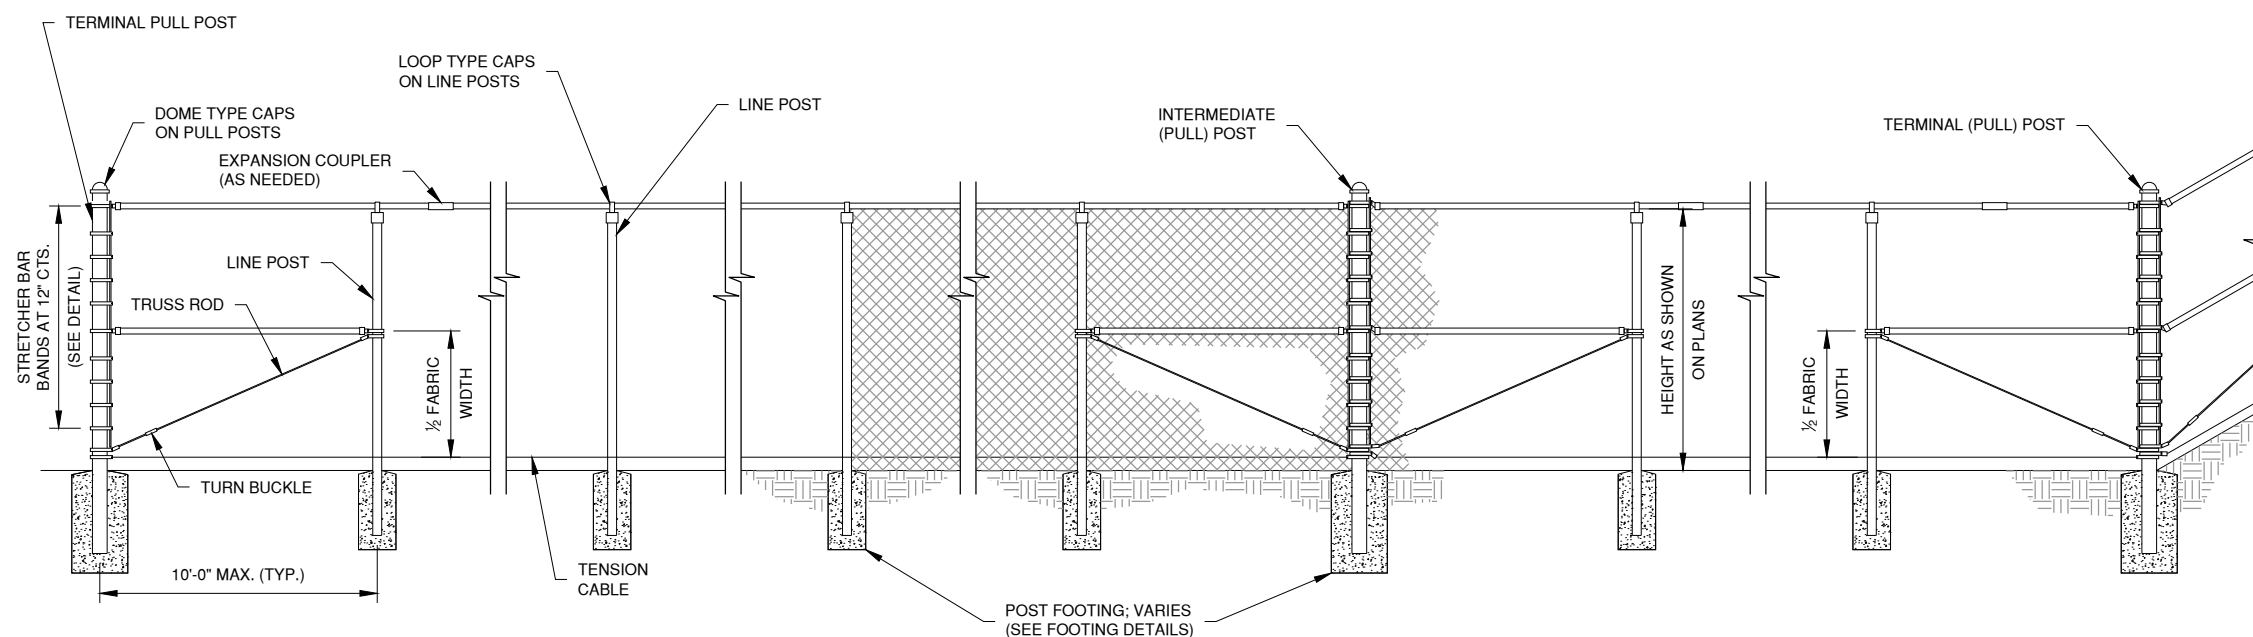 TERMINAL PULL POST
LOOP TYPE CAPS
ON LINE POSTS
DOME TYPE CAPS
ON PULL POSTS
LINE POST
EXPANSION COUPLER
(AS NEEDED)
INTERMEDIATE
(PULL) POST
TERMINAL (PULL) POST
STRETCHER BAR
BANDS AT 12" CTS.
(SEE DETAIL)
LINE POST
TRUSS ROD
½ FABRIC
WIDTH
HEIGHT AS SHOWN
ON PLANS
½ FABRIC
WIDTH
TURN BUCKLE
10'-0" MAX. (TYP.)
TENSION
CABLE
POST FOOTING; VARIES
(SEE FOOTING DETAILS)